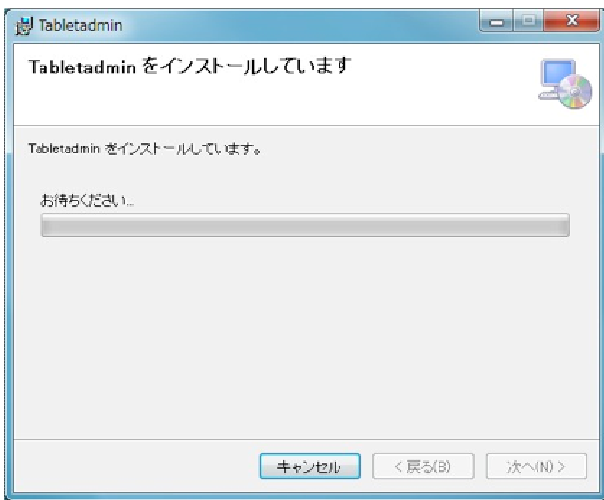 Tabletadmin
Tabletadmin をインストールしています
Tabletadmin をインストールしています。
お待ちください...
キャンセル
< 戻る(B)
次へ(N) >